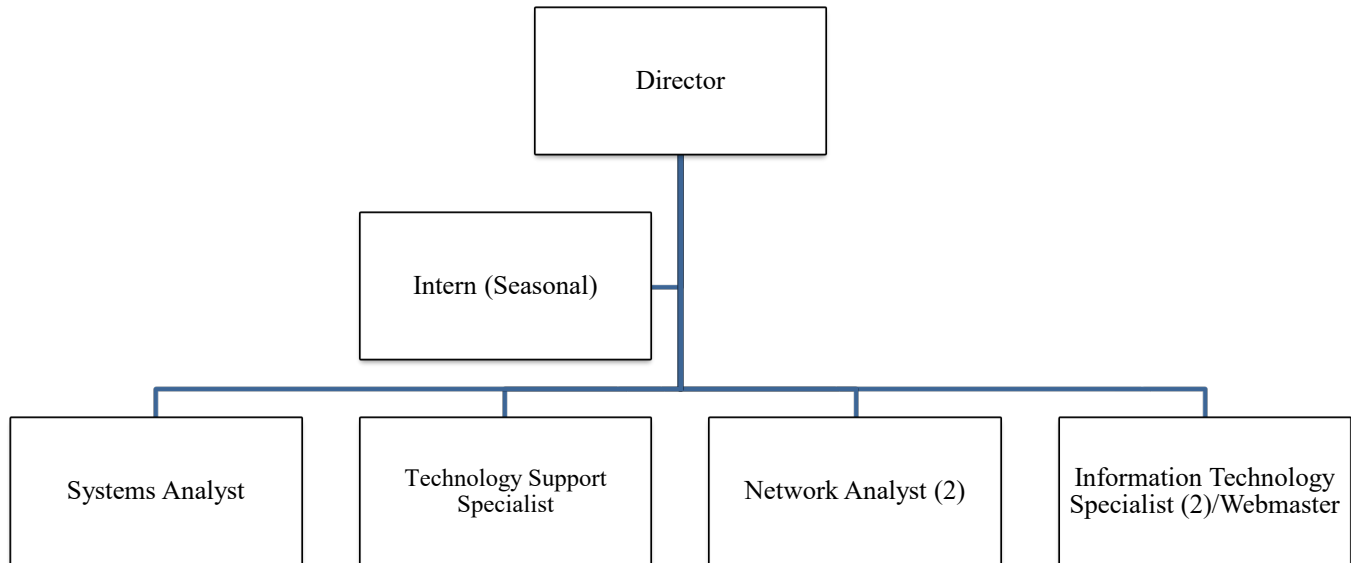 Director
Intern (Seasonal)
Systems Analyst
Technology Support
Specialist
Network Analyst (2)
Information Technology
Specialist (2)/Webmaster